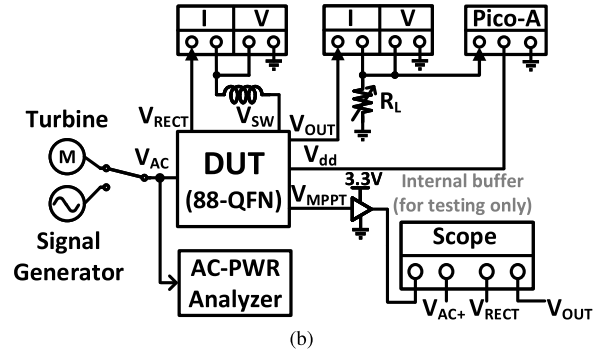 I V
I V
Pico-A
Turbine
M
V_RECT
V_SW
V_OUT
R_L
V_AC
DUT
(88-QFN)
V_dd
V_MPPT
3.3V
Internal buffer
(for testing only)
Signal
Generator
AC-PWR
Analyzer
Scope
V_AC+ V_RECT V_OUT
(b)